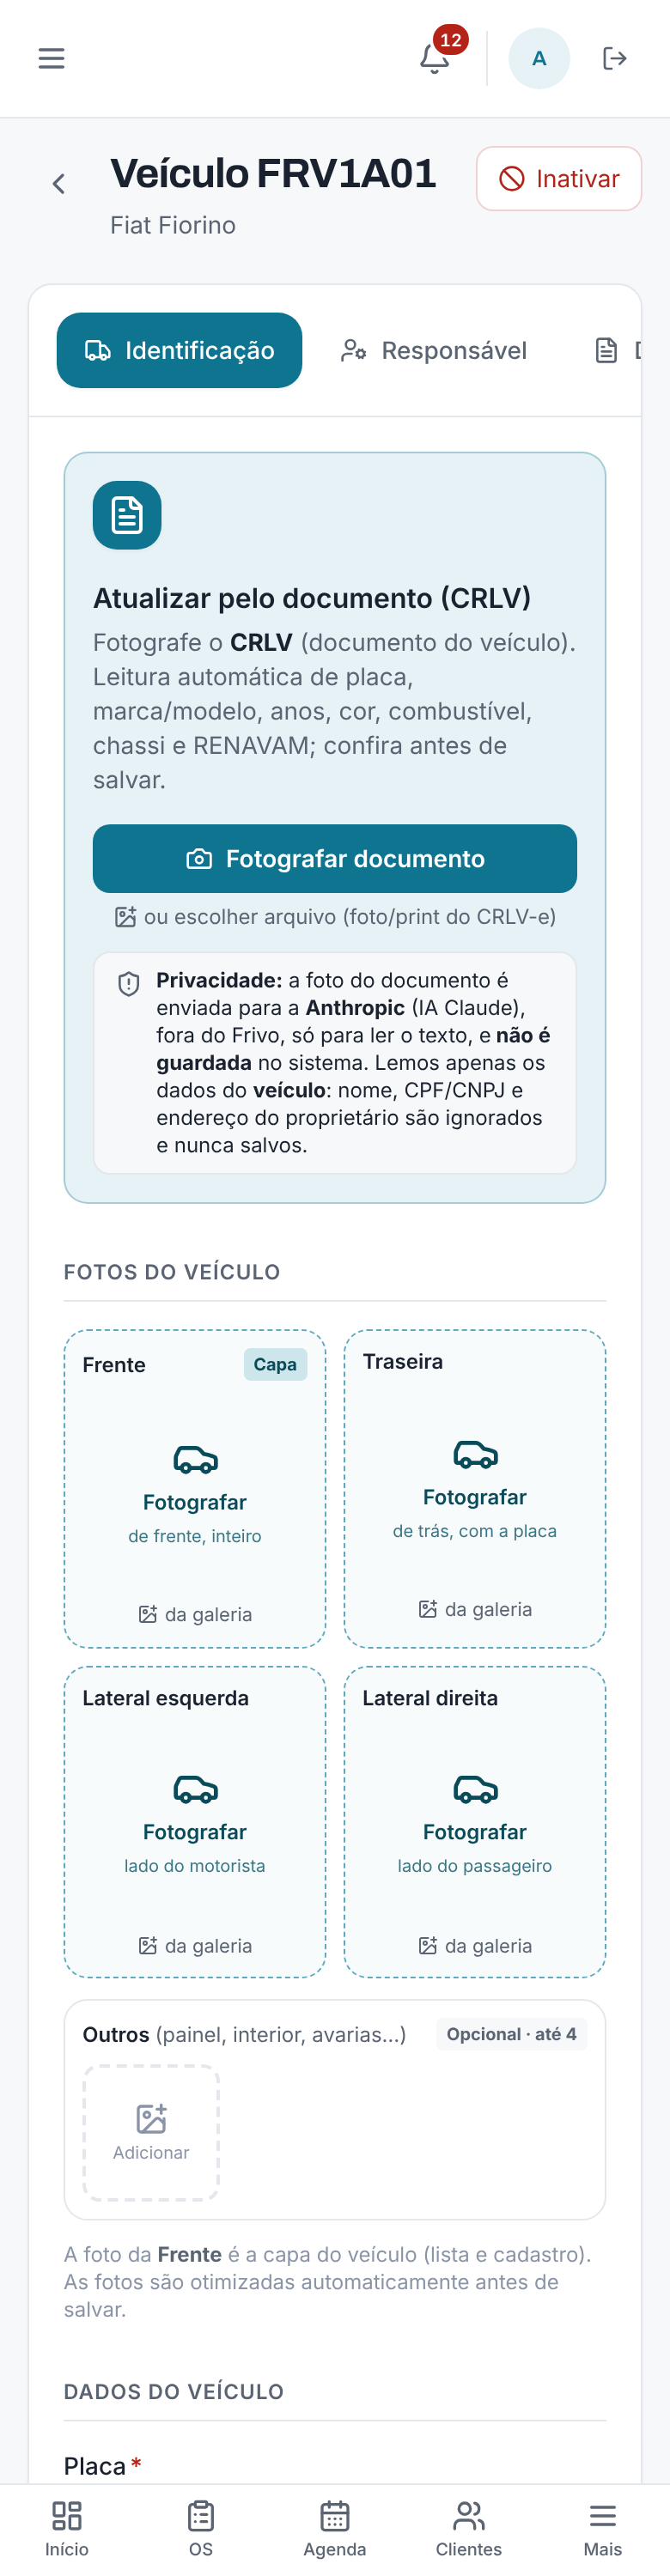 12
A
Veículo FRV1A01
Inativar
Fiat Fiorino
Identificação
Responsável
Atualizar pelo documento (CRLV)
Fotografe o CRLV (documento do veículo).
Leitura automática de placa,
marca/modelo, anos, cor, combustível,
chassi e RENAVAM; confira antes de
salvar.
Fotografar documento
ou escolher arquivo (foto/print do CRLV-e)
Privacidade: a foto do documento é
enviada para a Anthropic (IA Claude),
fora do Frivo, só para ler o texto, e não é
guardada no sistema. Lemos apenas os
dados do veículo: nome, CPF/CNPJ e
endereço do proprietário são ignorados
e nunca salvos.
FOTOS DO VEÍCULO
Frente
Capa
Fotografar
de frente, inteiro
da galeria
Traseira
Fotografar
de trás, com a placa
da galeria
Lateral esquerda
Fotografar
lado do motorista
da galeria
Lateral direita
Fotografar
lado do passageiro
da galeria
Outros (painel, interior, avarias...)
Opcional · até 4
Adicionar
A foto da Frente é a capa do veículo (lista e cadastro).
As fotos são otimizadas automaticamente antes de
salvar.
DADOS DO VEÍCULO
Placa *
Início
OS
Agenda
Clientes
Mais